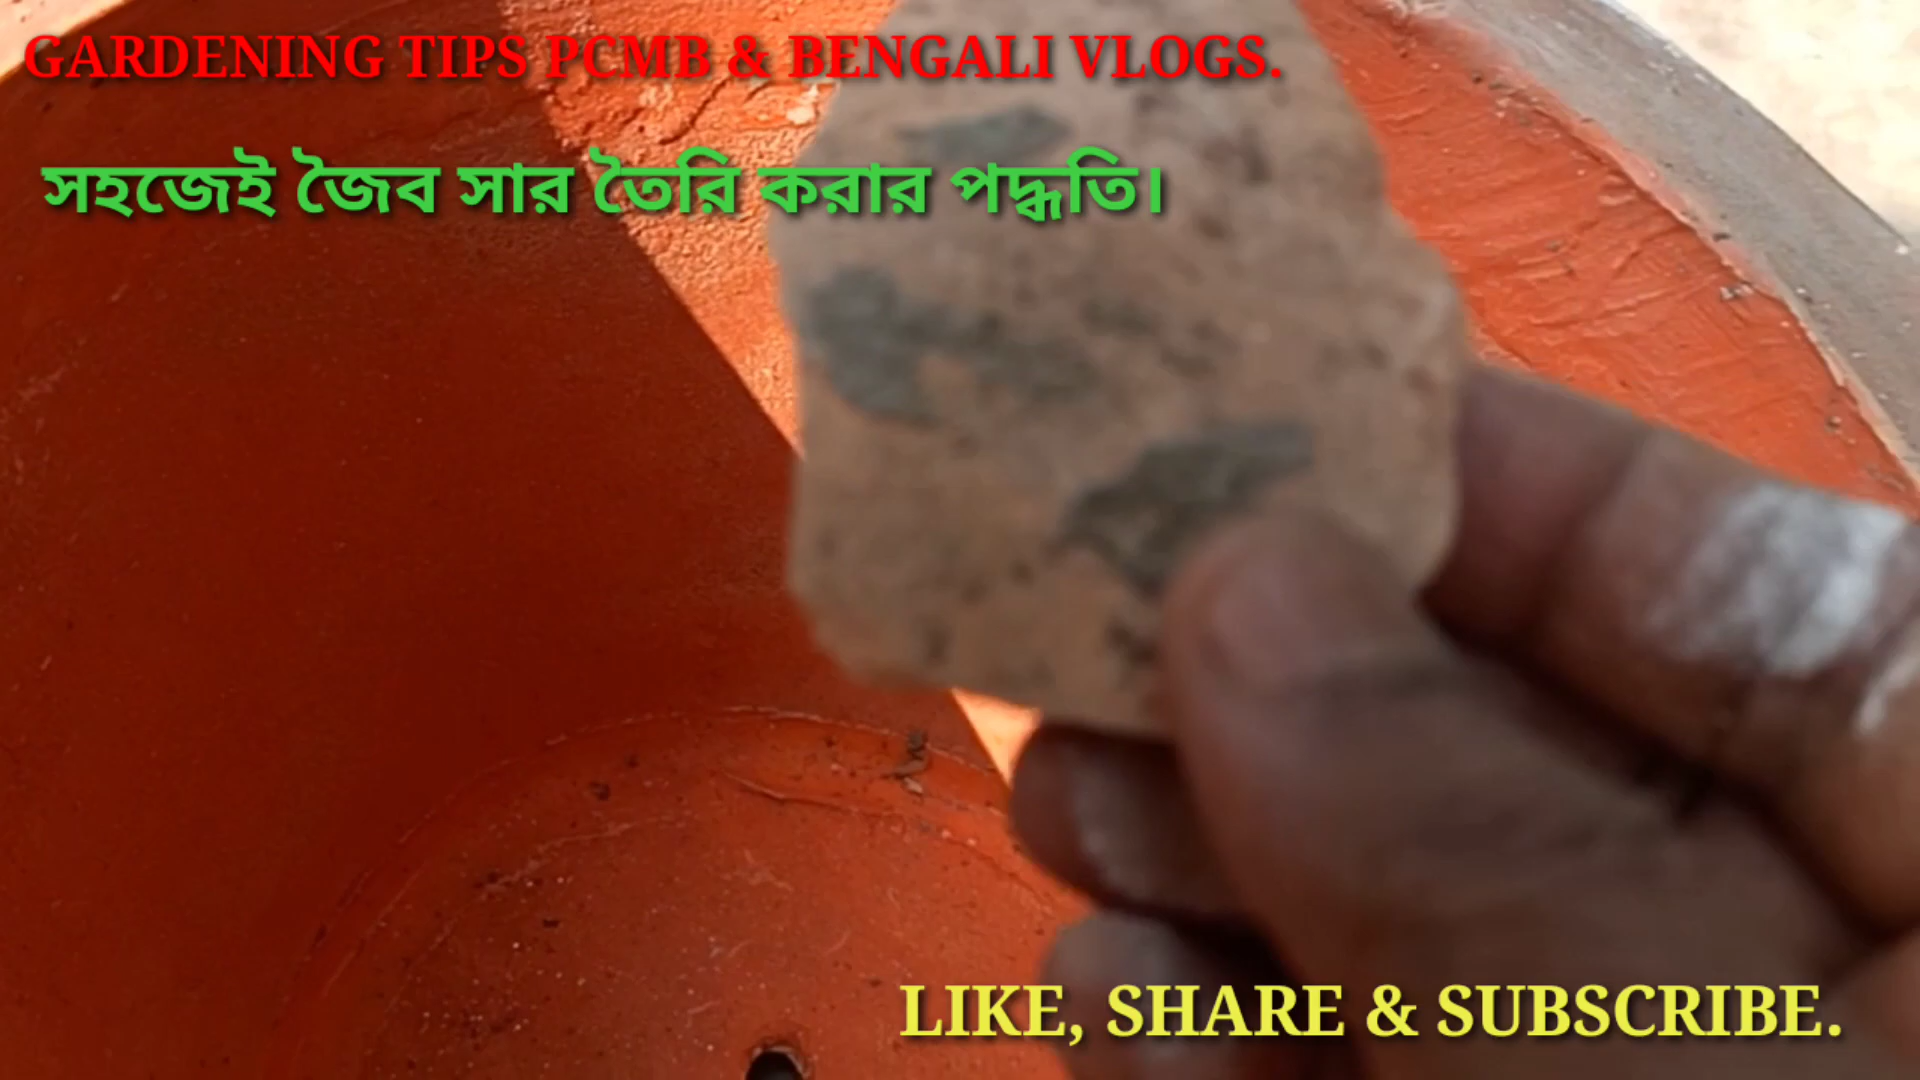 GARDENING TIPS PCMB & BENGALI VLOGS.
সহজেই জৈব সার তৈরি করার পদ্ধতি।
LIKE, SHARE & SUBSCRIBE.